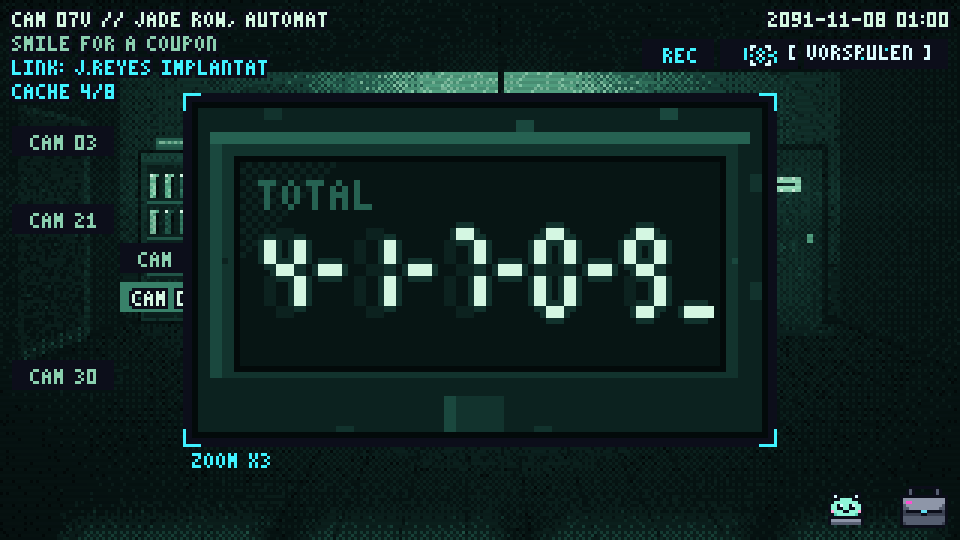 CAM 07V // JADE ROW, AUTOMAT
SMILE FOR A COUPON
LINK: J.REYES IMPLANTAT
CACHE 4/8
2091-11-08 01:00
REC
[ VORSPULEN ]
CAM 03
CAM 21
CAM
CAM
CAM 30
TOTAL
4-1-7-0-9_
ZOOM X3